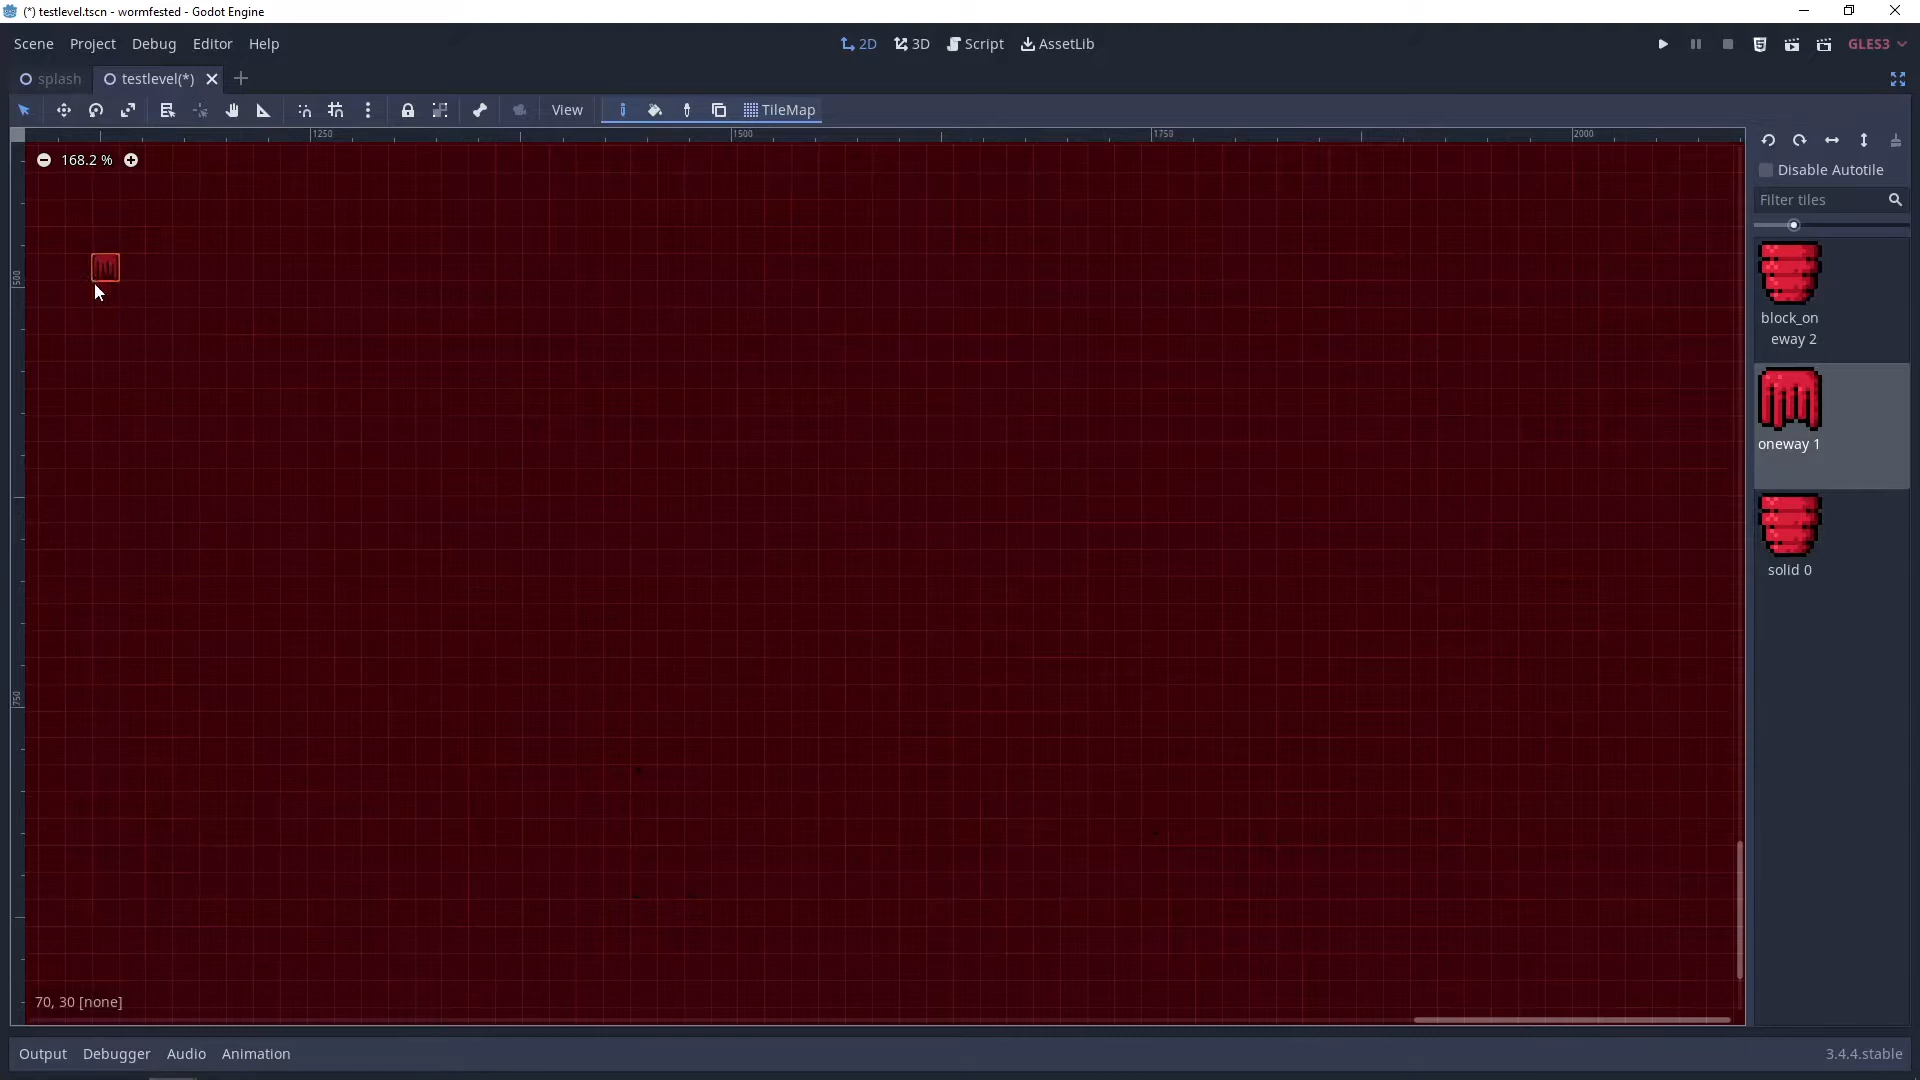 (*) testlevel.tscn - wormfested - Godot Engine
Scene Project Debug Editor Help
2D 3D Script AssetLib
GLES3
splash testlevel(*)
View TileMap
1250 1500 1750 2000
168.2 %
Disable Autotile
Filter tiles
500
block_on
eway 2
oneway 1
solid 0
750
70, 30 [none]
Output Debugger Audio Animation
3.4.4.stable